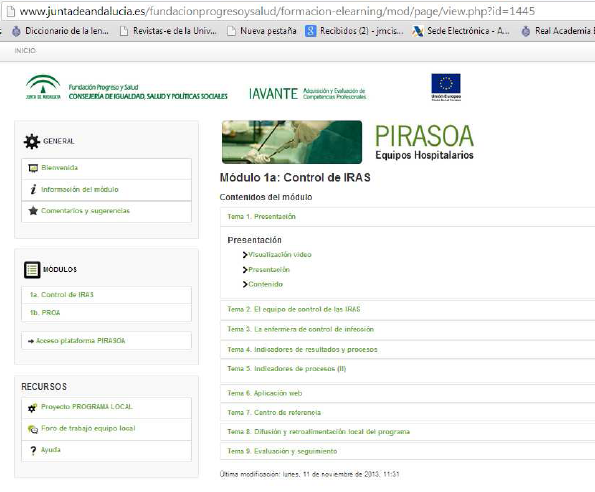 www.juntadeandalucia.es/fundacionprogresoysalud/formacion-elearning/mod/page/view.php?id=1445
Diccionario de la len... Revistas-e de la Univ... Nueva pestaña Recibidos (2) - jmcis... Sede Electrónica - A... Real Academia E
INICIO
JUNTA DE ANDALUCIA
Fundación Progreso y Salud
CONSEJERÍA DE IGUALDAD, SALUD Y POLÍTICAS SOCIALES
IAVANTE
Adquisición y Evaluación de
Competencias Profesionales
Unión Europea
GENERAL
Bienvenida
Información del módulo
Comentarios y sugerencias
MÓDULOS
1a. Control de IRAS
1b. PROA
Acceso plataforma PIRASOA
RECURSOS
Proyecto PROGRAMA LOCAL
Foro de trabajo equipo local
Ayuda
PIRASOA
Equipos Hospitalarios
Módulo 1a: Control de IRAS
Contenidos del módulo
Tema 1. Presentación
Presentación
Visualización video
Presentación
Contenido
Tema 2. El equipo de control de las IRAS
Tema 3. La enfermera de control de infección
Tema 4. Indicadores de resultados y procesos
Tema 5. Indicadores de procesos (II)
Tema 6. Aplicación web
Tema 7. Centro de referencia
Tema 8. Difusión y retroalimentación local del programa
Tema 9. Evaluación y seguimiento
Última modificación: lunes, 11 de noviembre de 2013, 11:31